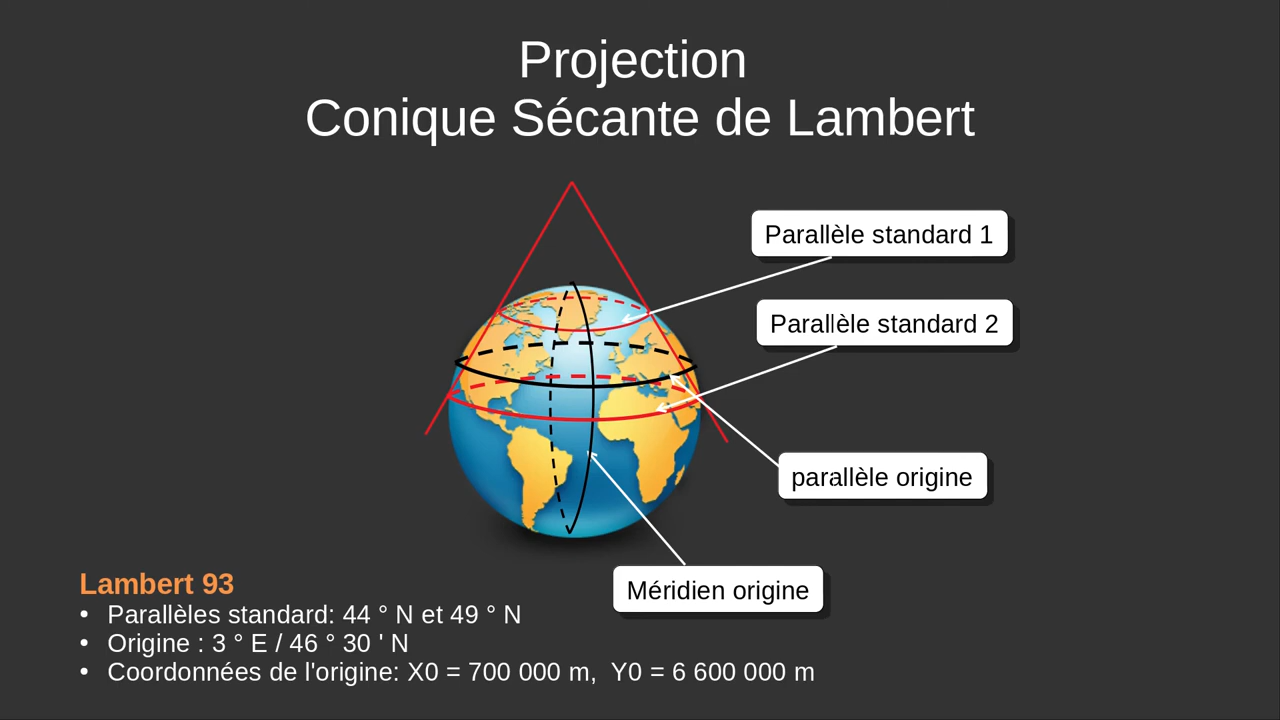 Projection
Conique Sécante de Lambert
Parallèle standard 1
Parallèle standard 2
parallèle origine
Méridien origine
Lambert 93
• Parallèles standard: 44 ° N et 49 ° N
• Origine : 3 ° E / 46 ° 30 ' N
• Coordonnées de l'origine: X0 = 700 000 m, Y0 = 6 600 000 m